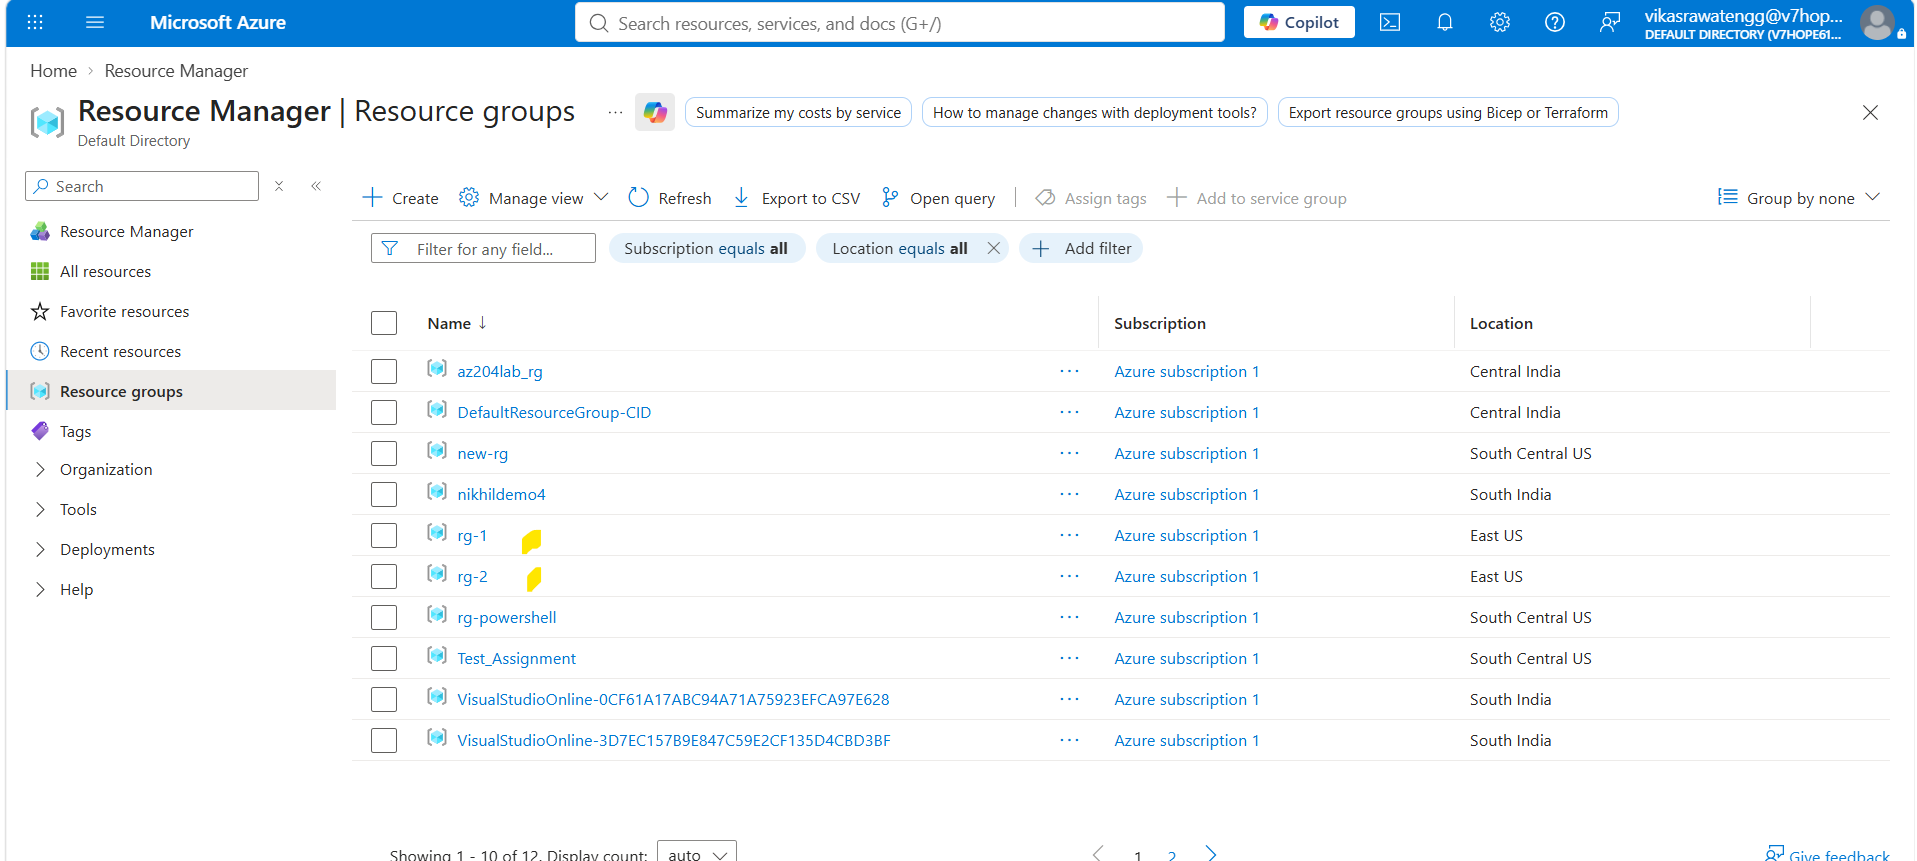 Microsoft Azure
Search resources, services, and docs (G+/)
Copilot
vikasrawatengg@v7hop...
DEFAULT DIRECTORY (V7HOPE61...
Home > Resource Manager
Resource Manager | Resource groups
...
Summarize my costs by service
How to manage changes with deployment tools?
Export resource groups using Bicep or Terraform
Default Directory
Search
Resource Manager
All resources
Favorite resources
Recent resources
Resource groups
Tags
Organization
Tools
Deployments
Help
Create Manage view Refresh Export to CSV Open query Assign tags Add to service group Group by none
Filter for any field... Subscription equals all Location equals all Add filter
Name Subscription Location
az204lab_rg ... Azure subscription 1 Central India
DefaultResourceGroup-CID ... Azure subscription 1 Central India
new-rg ... Azure subscription 1 South Central US
nikhildemo4 ... Azure subscription 1 South India
rg-1 ... Azure subscription 1 East US
rg-2 ... Azure subscription 1 East US
rg-powershell ... Azure subscription 1 South Central US
Test_Assignment ... Azure subscription 1 South Central US
VisualStudioOnline-0CF61A17ABC94A71A75923EFCA97E628 ... Azure subscription 1 South India
VisualStudioOnline-3D7EC157B9E847C59E2CF135D4CBD3BF ... Azure subscription 1 South India
Showing 1 - 10 of 12. Display count: auto 1 2 Give feedback